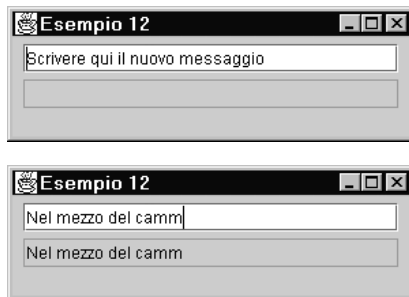 Esempio 12
Scrivere qui il nuovo messaggio
Esempio 12
Nel mezzo del camm
Nel mezzo del camm